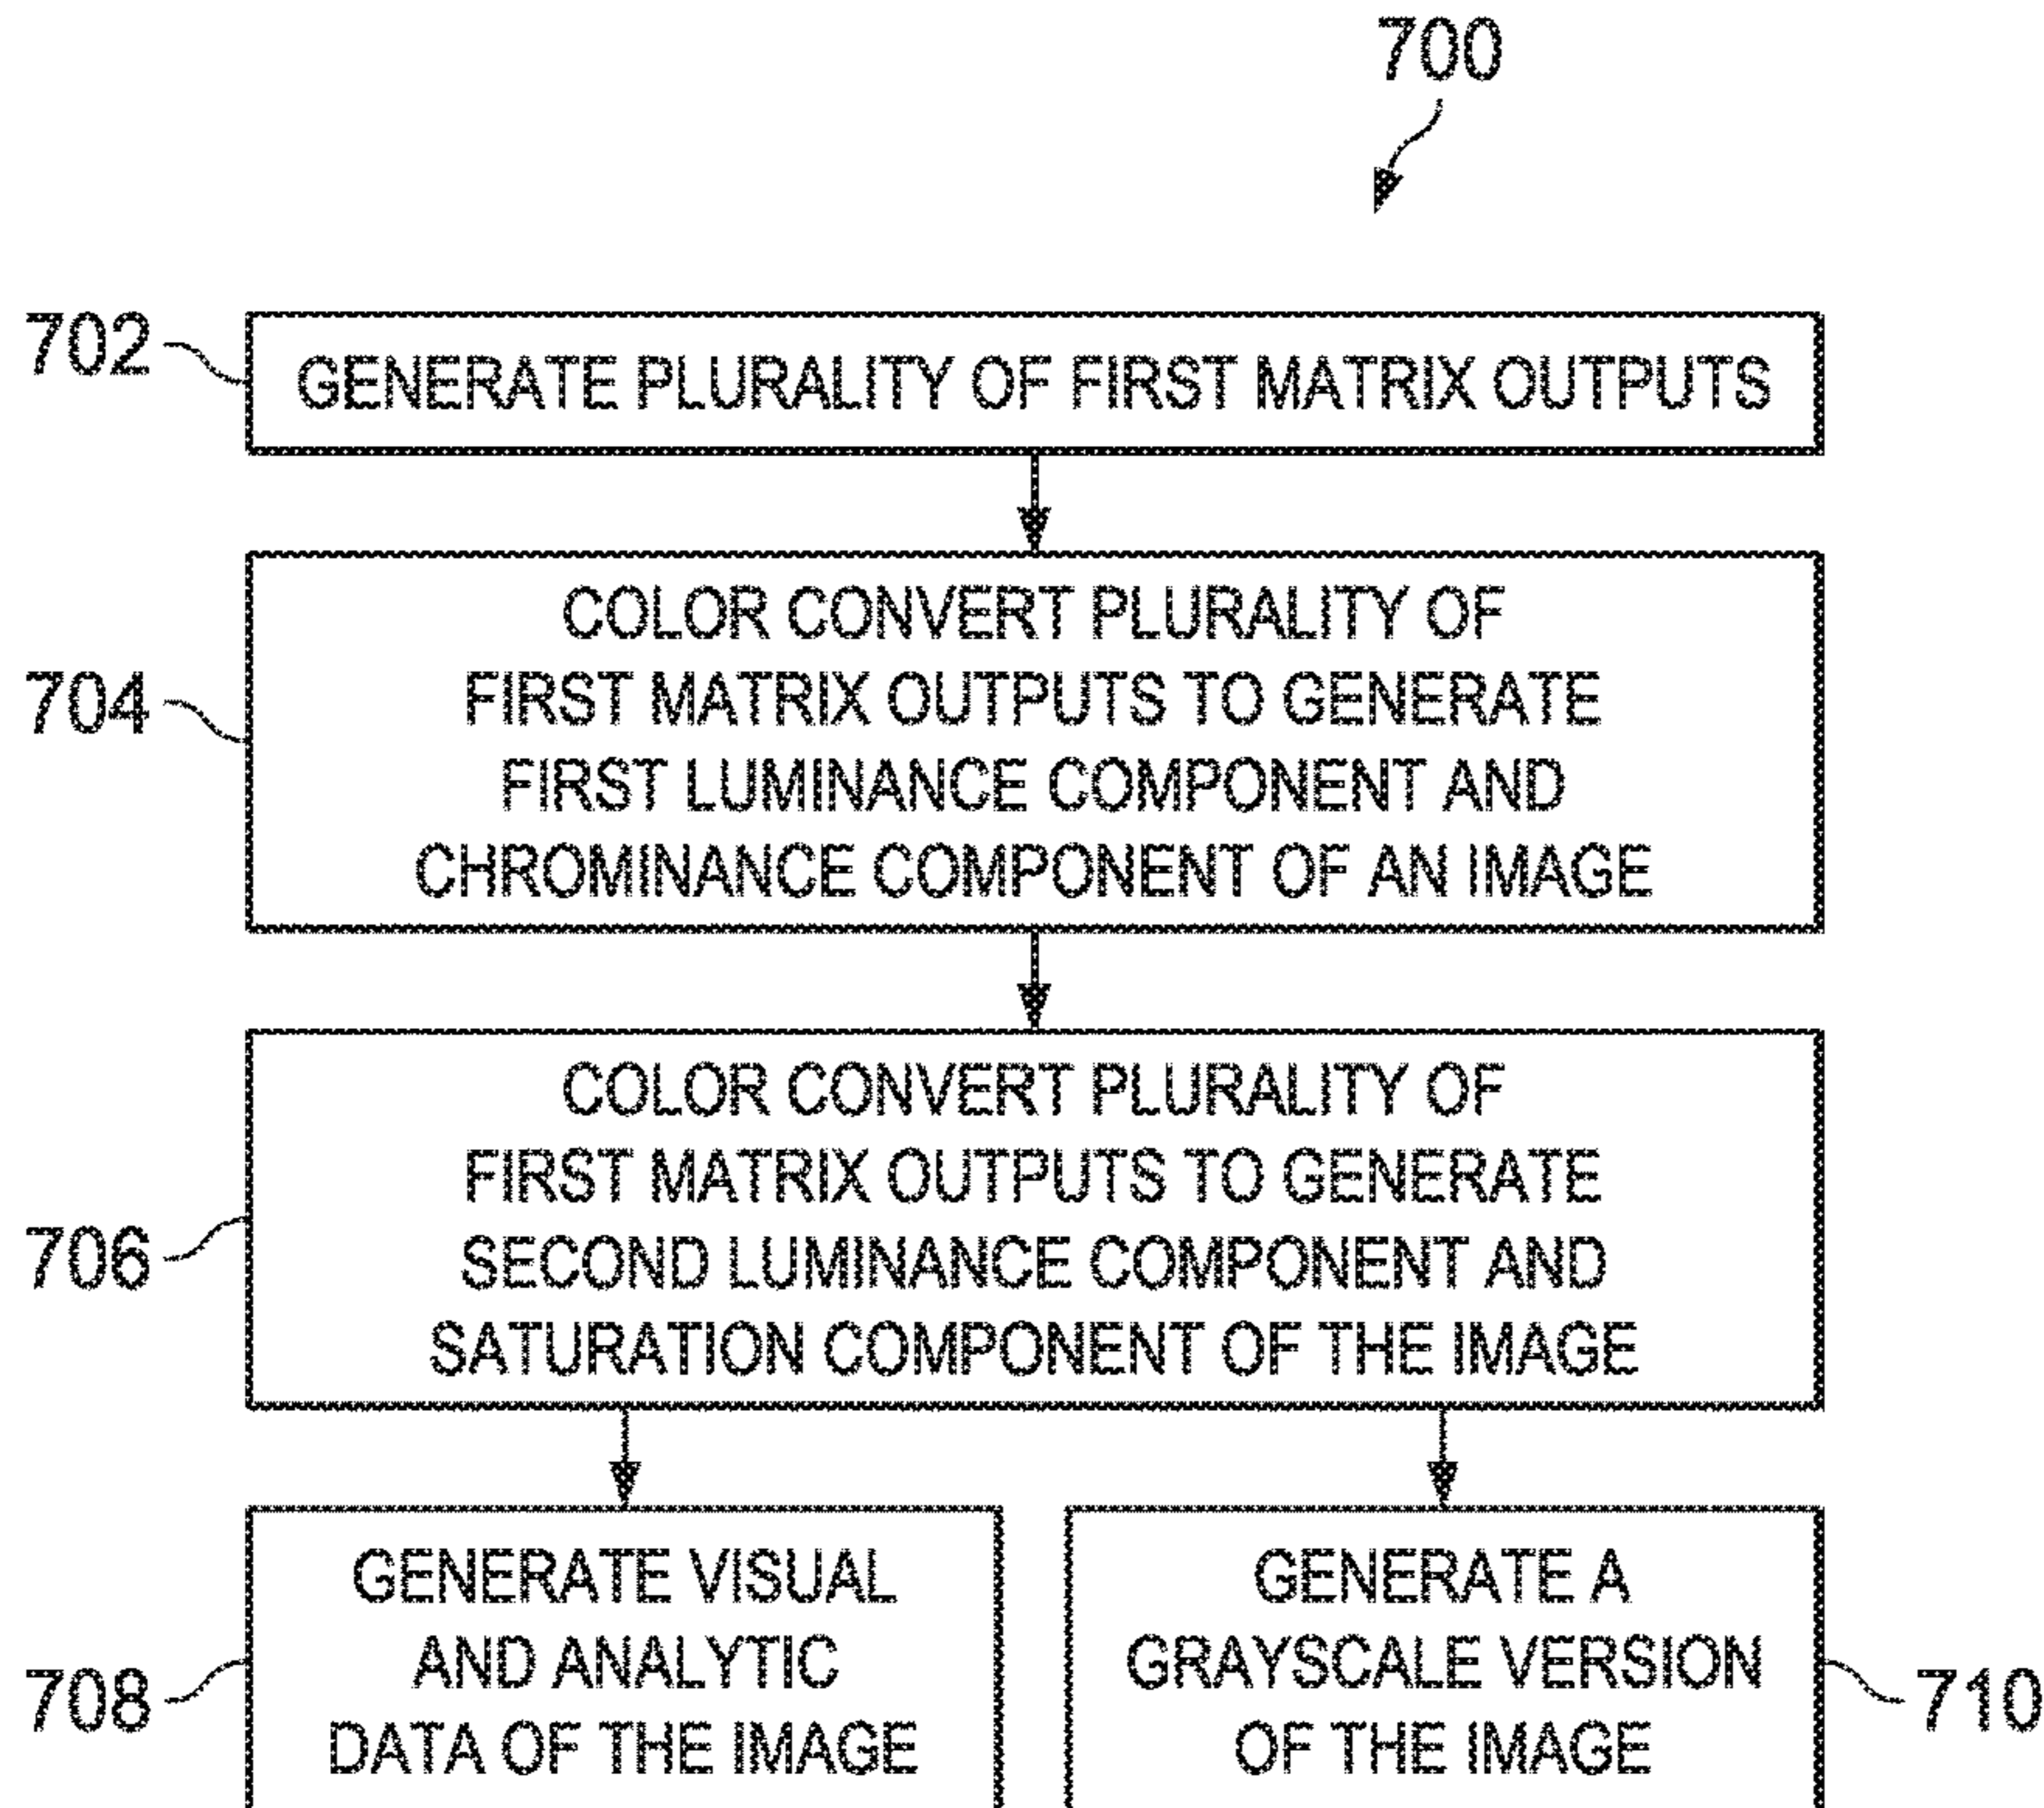 700
702
GENERATE PLURALITY OF FIRST MATRIX OUTPUTS
704
COLOR CONVERT PLURALITY OF
FIRST MATRIX OUTPUTS TO GENERATE
FIRST LUMINANCE COMPONENT AND
CHROMINANCE COMPONENT OF AN IMAGE
706
COLOR CONVERT PLURALITY OF
FIRST MATRIX OUTPUTS TO GENERATE
SECOND LUMINANCE COMPONENT AND
SATURATION COMPONENT OF THE IMAGE
708
GENERATE VISUAL
AND ANALYTIC
DATA OF THE IMAGE
GENERATE A
GRAYSCALE VERSION
OF THE IMAGE
710